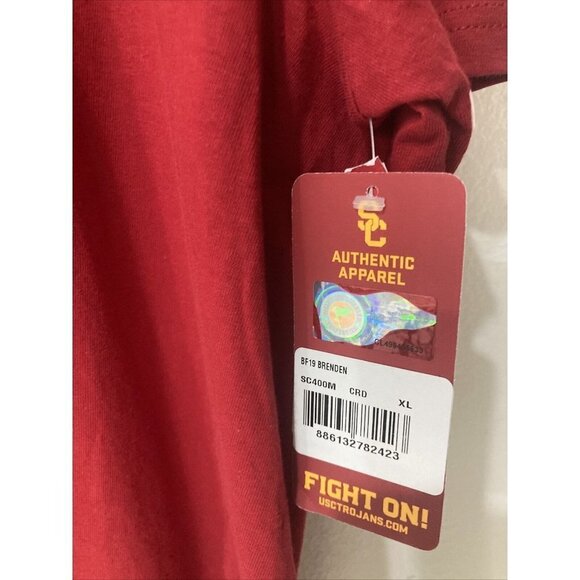 SC
AUTHENTIC
APPAREL
BF19 BRENDEN
SC400M CRD XL
886132782423
FIGHT ON!
USCTROJANS.COM